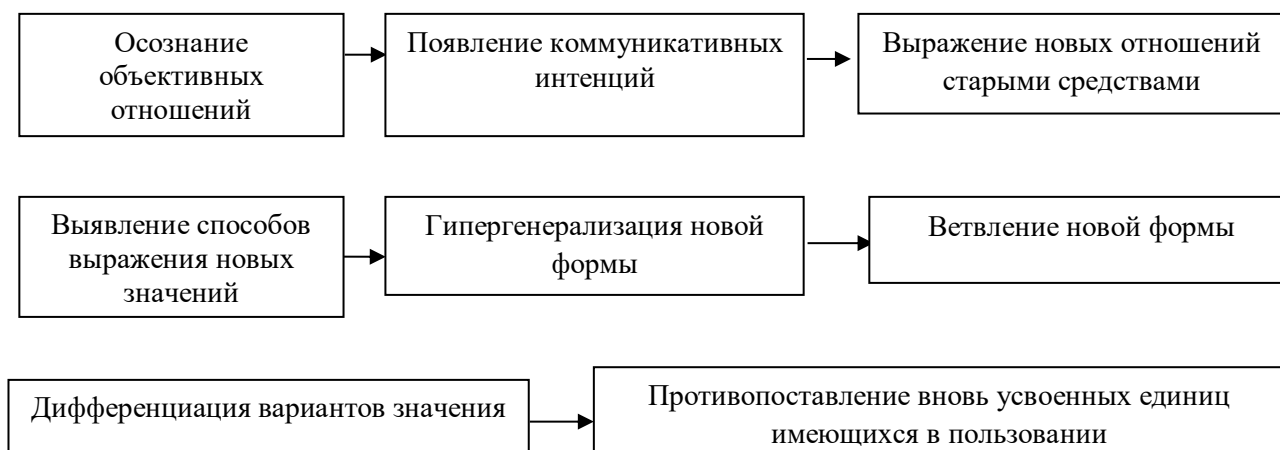 Осознание
объективных
отношений
Появление коммуникативных
интенций
Выражение новых отношений
старыми средствами
Выявление способов
выражения новых
значений
Гипергенерализация новой
формы
Ветвление новой формы
Дифференциация вариантов значения
Противопоставление вновь усвоенных единиц
имеющихся в пользовании